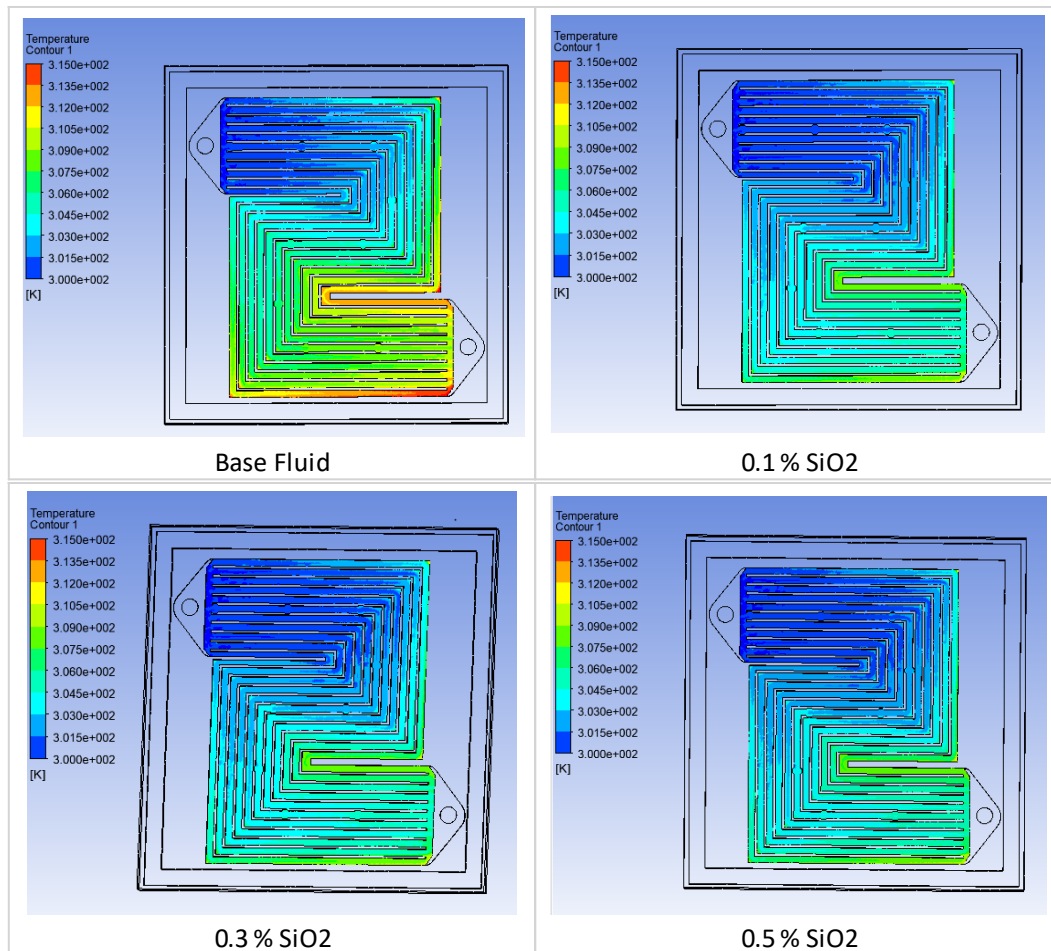 Temperature
Contour 1
3.150e+002
3.135e+002
3.120e+002
3.105e+002
3.090e+002
3.075e+002
3.060e+002
3.045e+002
3.030e+002
3.015e+002
3.000e+002
[K]
Base Fluid
Temperature
Contour 1
3.150e+002
3.135e+002
3.120e+002
3.105e+002
3.090e+002
3.075e+002
3.060e+002
3.045e+002
3.030e+002
3.015e+002
3.000e+002
[K]
0.1 % SiO2
Temperature
Contour 1
3.150e+002
3.135e+002
3.120e+002
3.105e+002
3.090e+002
3.075e+002
3.060e+002
3.045e+002
3.030e+002
3.015e+002
3.000e+002
[K]
0.3 % SiO2
Temperature
Contour 1
3.150e+002
3.135e+002
3.120e+002
3.105e+002
3.090e+002
3.075e+002
3.060e+002
3.045e+002
3.030e+002
3.015e+002
3.000e+002
[K]
0.5 % SiO2